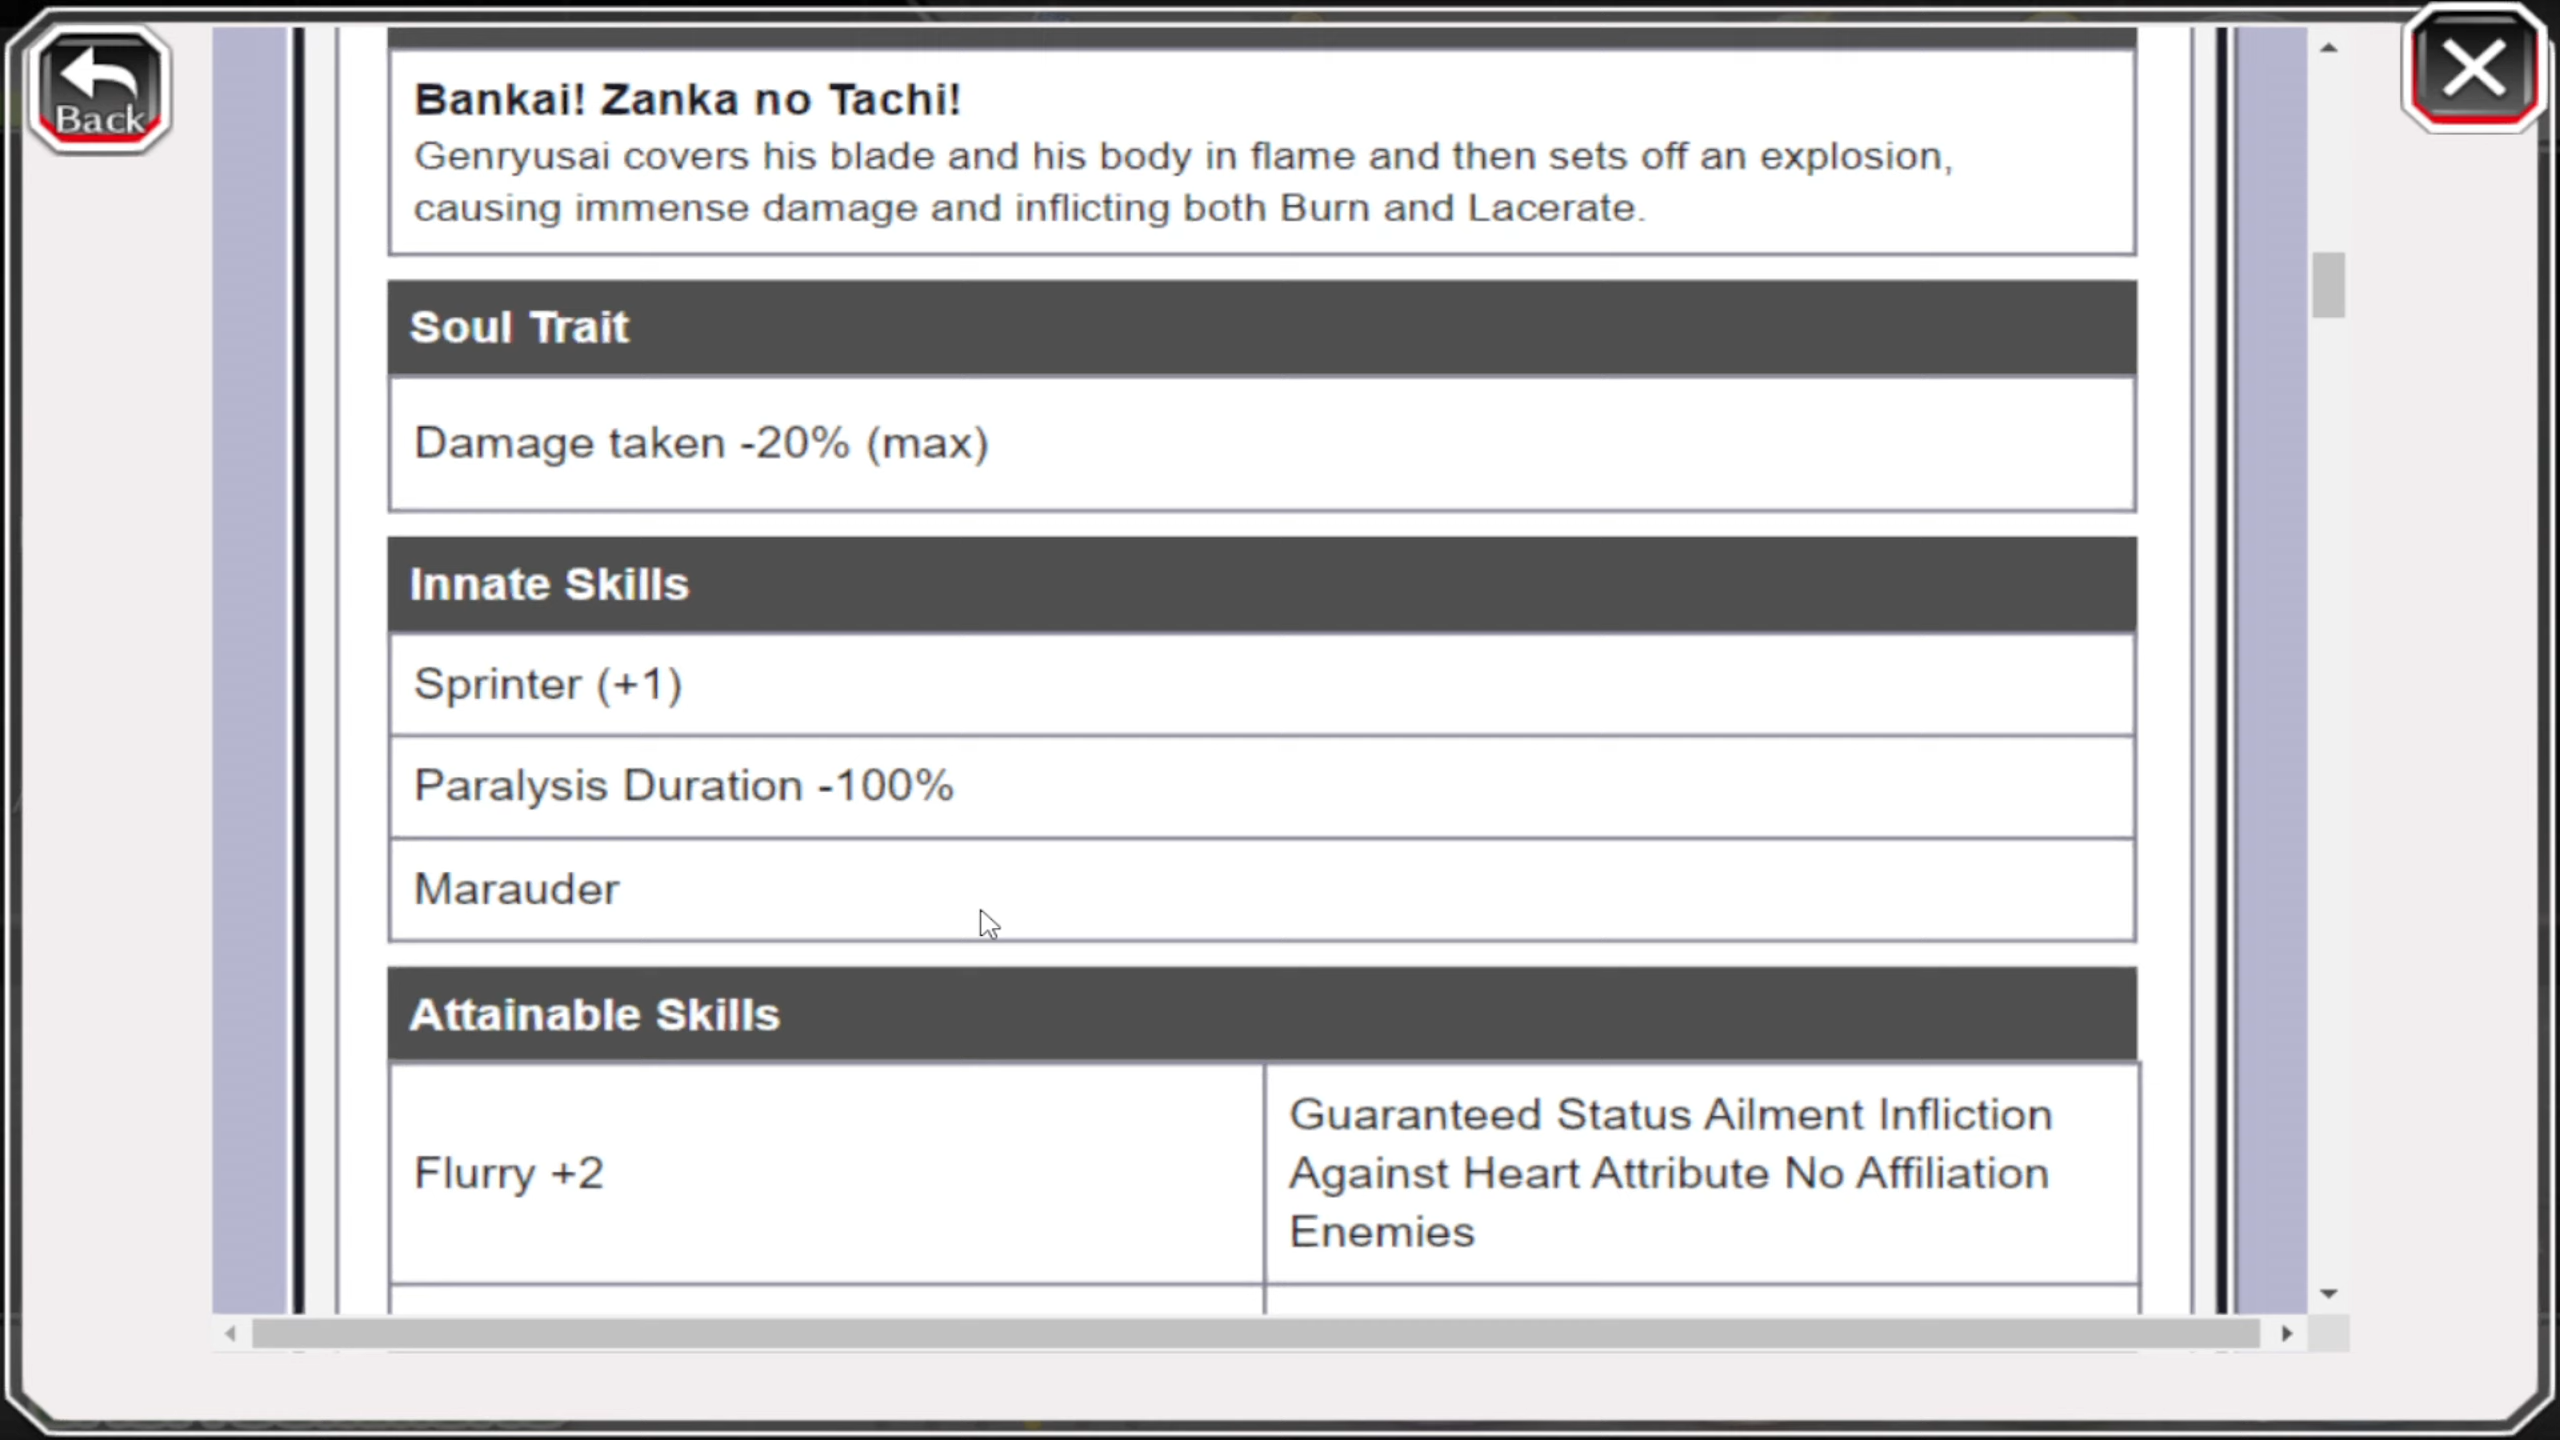 Back
Bankai! Zanka no Tachi!
Genryusai covers his blade and his body in flame and then sets off an explosion,
causing immense damage and inflicting both Burn and Lacerate.
Soul Trait
Damage taken -20% (max)
Innate Skills
Sprinter (+1)
Paralysis Duration -100%
Marauder
Attainable Skills
Flurry +2
Guaranteed Status Ailment Infliction
Against Heart Attribute No Affiliation
Enemies